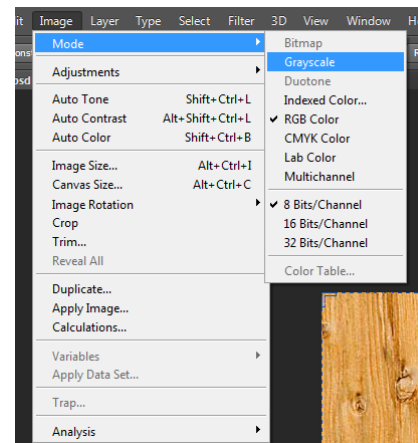 it Image Layer Type Select Filter 3D View Window H
Mode
Adjustments
Auto Tone Shift+Ctrl+L
Auto Contrast Alt+Shift+Ctrl+L
Auto Color Shift+Ctrl+B
Image Size... Alt+Ctrl+I
Canvas Size... Alt+Ctrl+C
Image Rotation
Crop
Trim...
Reveal All
Duplicate...
Apply Image...
Calculations...
Variables
Apply Data Set...
Trap...
Analysis
Bitmap
Grayscale
Duotone
Indexed Color...
RGB Color
CMYK Color
Lab Color
Multichannel
8 Bits/Channel
16 Bits/Channel
32 Bits/Channel
Color Table...